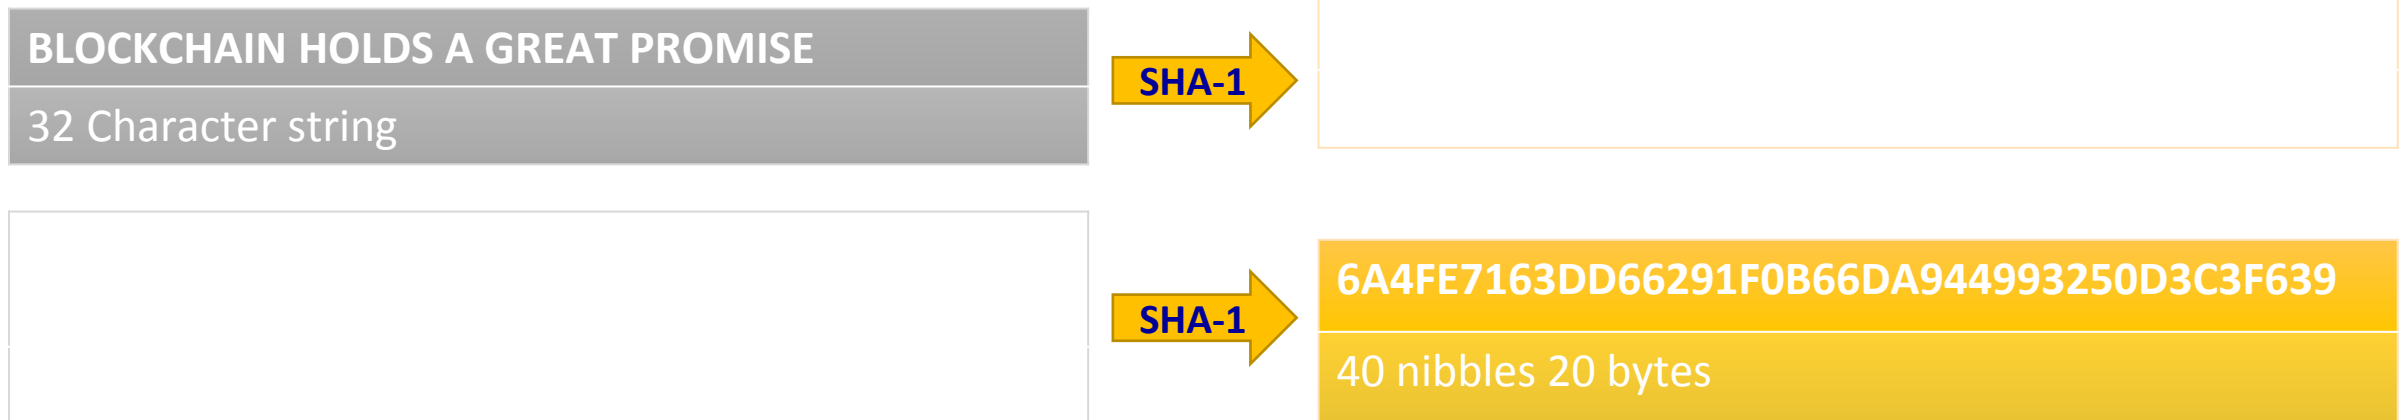 BLOCKCHAIN HOLDS A GREAT PROMISE
32 Character string
SHA-1
SHA-1
6A4FE7163DD66291F0B66DA944993250D3C3F639
40 nibbles 20 bytes